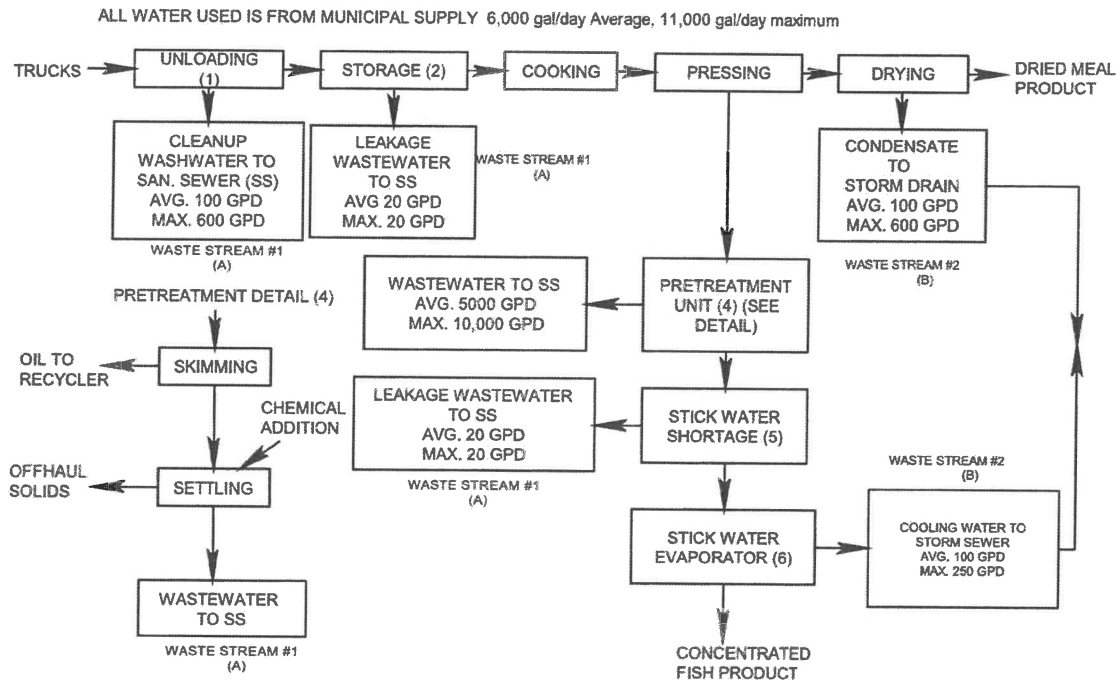 ALL WATER USED IS FROM MUNICIPAL SUPPLY 6,000 gal/day Average, 11,000 gal/day maximum
TRUCKS
UNLOADING
(1)
STORAGE (2)
COOKING
PRESSING
DRYING
DRIED MEAL
PRODUCT
CLEANUP
WASHWATER TO
SAN. SEWER (SS)
AVG. 100 GPD
MAX. 600 GPD
WASTE STREAM #1
(A)
LEAKAGE
WASTEWATER
TO SS
AVG 20 GPD
MAX. 20 GPD
WASTE STREAM #1
(A)
CONDENSATE
TO
STORM DRAIN
AVG. 100 GPD
MAX. 600 GPD
WASTE STREAM #2
(B)
WASTEWATER TO SS
AVG. 5000 GPD
MAX. 10,000 GPD
PRETREATMENT
UNIT (4) (SEE
DETAIL)
PRETREATMENT DETAIL (4)
OIL TO
RECYCLER
SKIMMING
CHEMICAL
ADDITION
OFFHAUL
SOLIDS
SETTLING
WASTEWATER
TO SS
WASTE STREAM #1
(A)
LEAKAGE WASTEWATER
TO SS
AVG. 20 GPD
MAX. 20 GPD
WASTE STREAM #1
(A)
STICK WATER
SHORTAGE (5)
STICK WATER
EVAPORATOR (6)
WASTE STREAM #2
(B)
COOLING WATER TO
STORM SEWER
AVG. 100 GPD
MAX. 250 GPD
CONCENTRATED
FISH PRODUCT